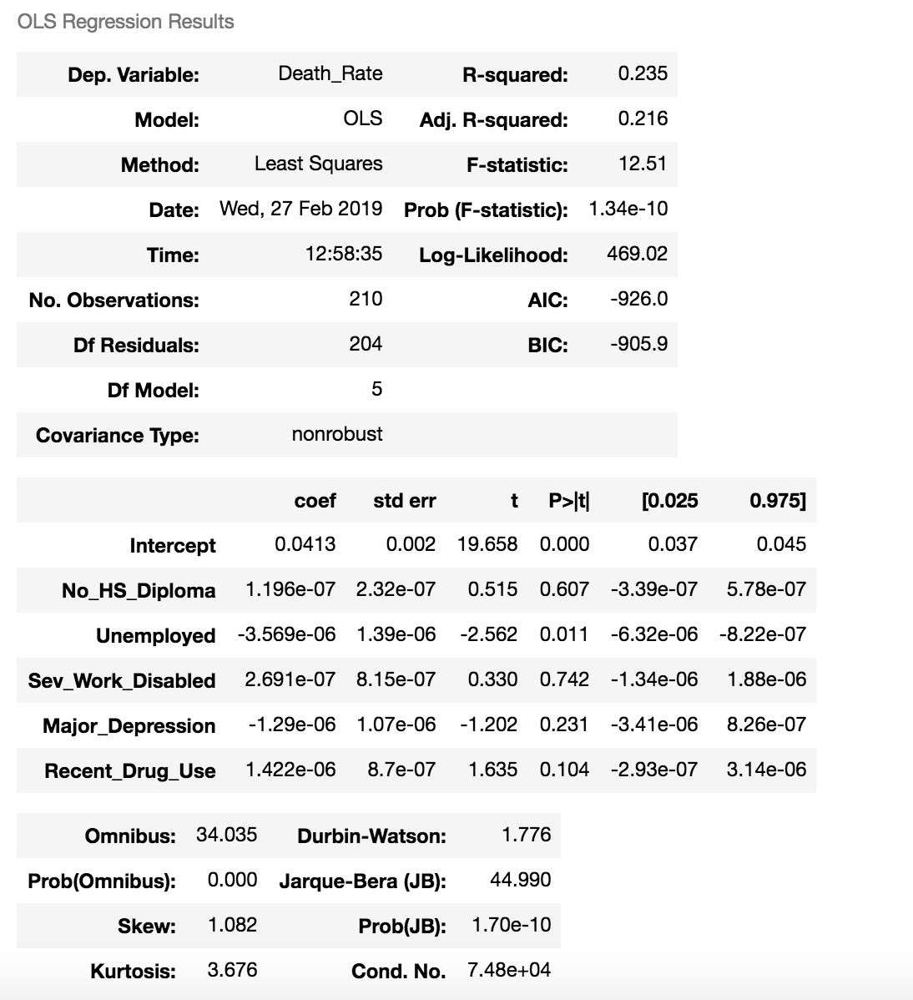 OLS Regression Results
Dep. Variable: Death_Rate R-squared: 0.235
Model: OLS Adj. R-squared: 0.216
Method: Least Squares F-statistic: 12.51
Date: Wed, 27 Feb 2019 Prob (F-statistic): 1.34e-10
Time: 12:58:35 Log-Likelihood: 469.02
No. Observations: 210 AIC: -926.0
Df Residuals: 204 BIC: -905.9
Df Model: 5
Covariance Type: nonrobust
coef std err t P>|t| [0.025 0.975]
Intercept 0.0413 0.002 19.658 0.000 0.037 0.045
No_HS_Diploma 1.196e-07 2.32e-07 0.515 0.607 -3.39e-07 5.78e-07
Unemployed -3.569e-06 1.39e-06 -2.562 0.011 -6.32e-06 -8.22e-07
Sev_Work_Disabled 2.691e-07 8.15e-07 0.330 0.742 -1.34e-06 1.88e-06
Major_Depression -1.29e-06 1.07e-06 -1.202 0.231 -3.41e-06 8.26e-07
Recent_Drug_Use 1.422e-06 8.7e-07 1.635 0.104 -2.93e-07 3.14e-06
Omnibus: 34.035 Durbin-Watson: 1.776
Prob(Omnibus): 0.000 Jarque-Bera (JB): 44.990
Skew: 1.082 Prob(JB): 1.70e-10
Kurtosis: 3.676 Cond. No. 7.48e+04